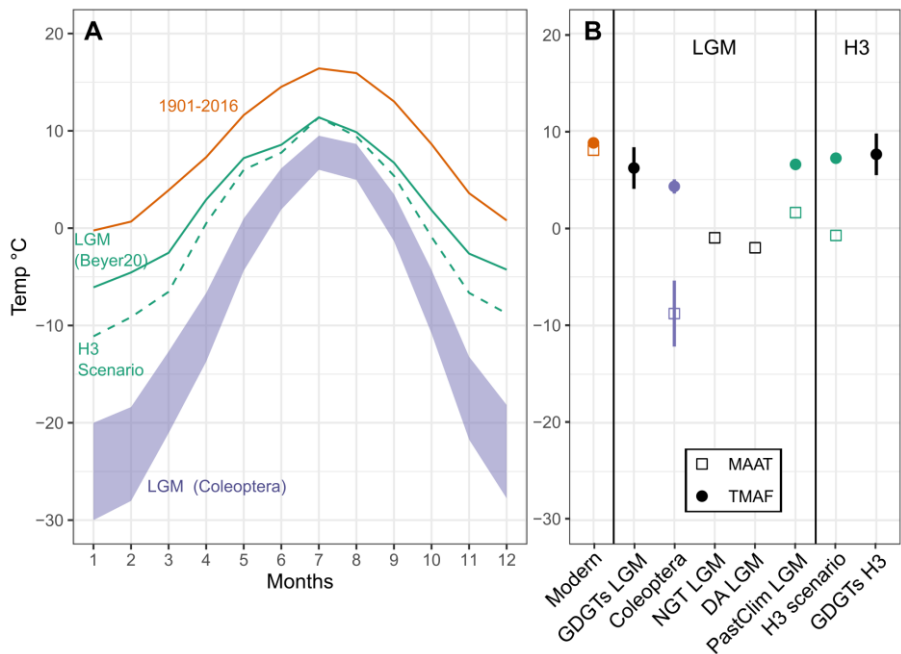 A
20
10
0
−10
−20
−30
Temp °C
1901-2016
LGM
(Beyer20)
H3
Scenario
LGM (Coleoptera)
1 2 3 4 5 6 7 8 9 10 11 12
Months
B
LGM
H3
20
10
0
−10
−20
−30
MAAT
TMAF
Modern
GDGTs LGM
Coleoptera
NGT LGM
DA LGM
PastClim LGM
H3 scenario
GDGTs H3